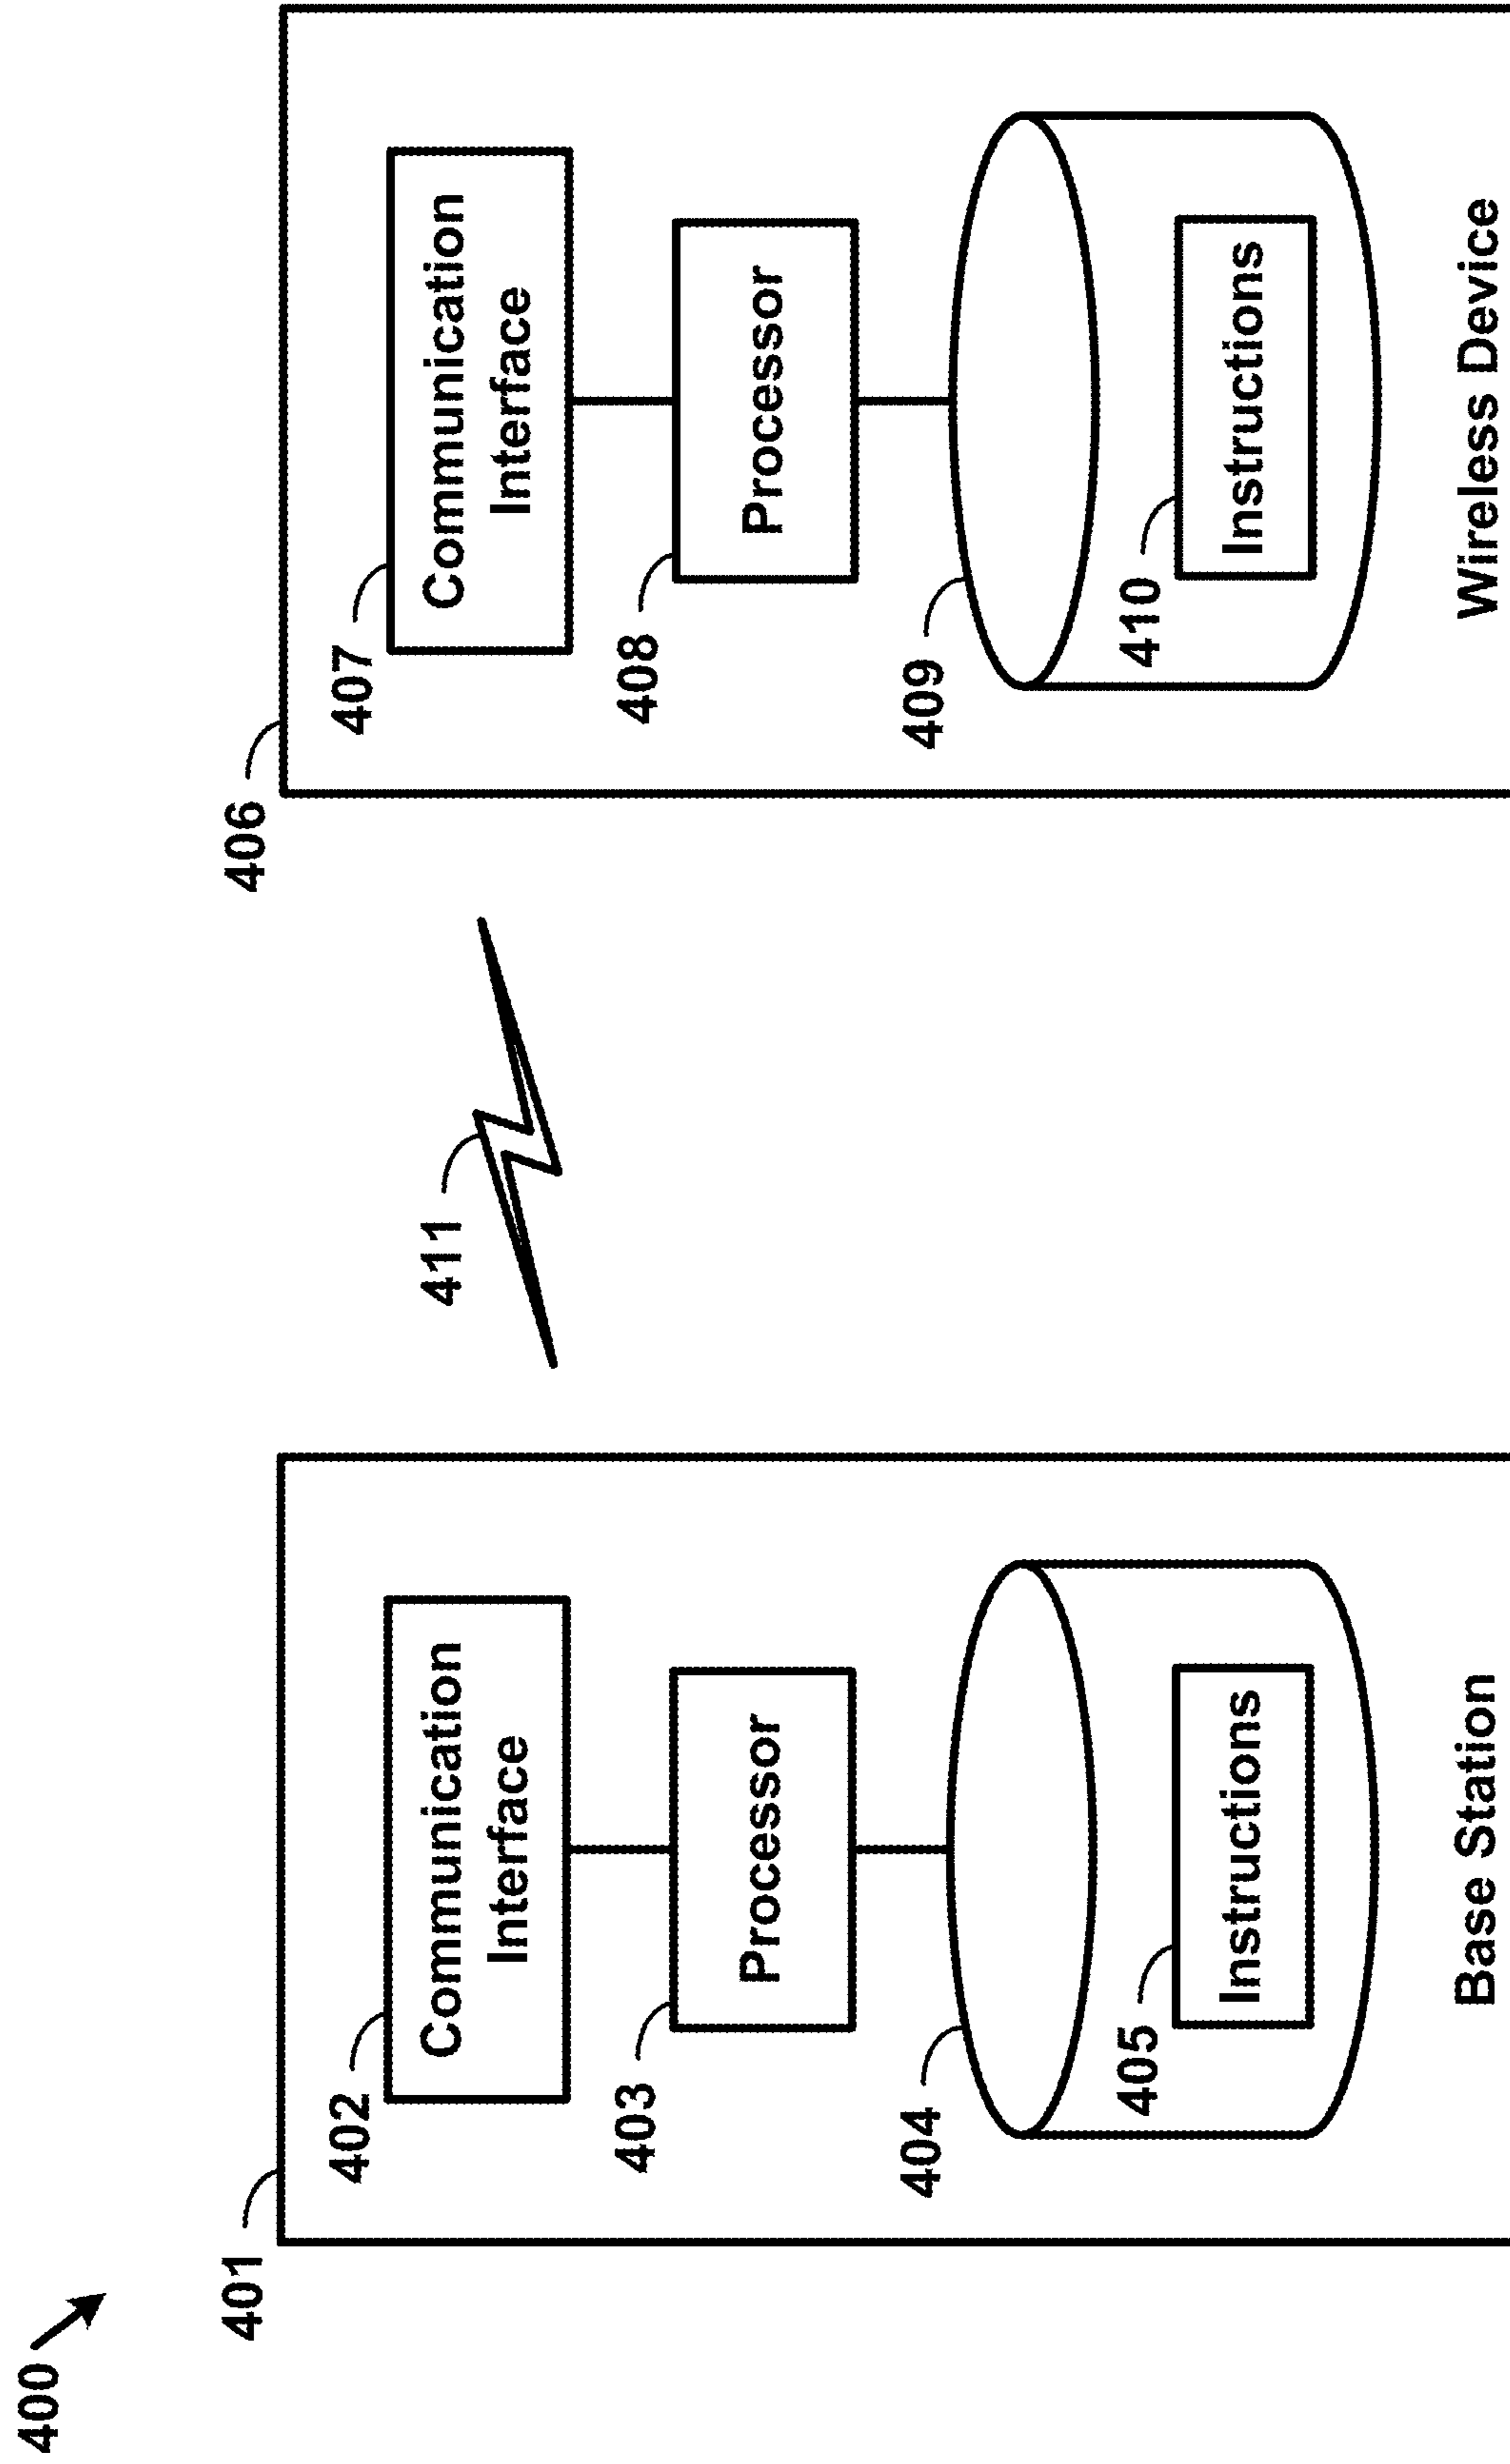 400
401
402
Communication
Interface
403
Processor
404
405
Instructions
Base Station
411
406
407
Communication
Interface
408
Processor
409
410
Instructions
Wireless Device